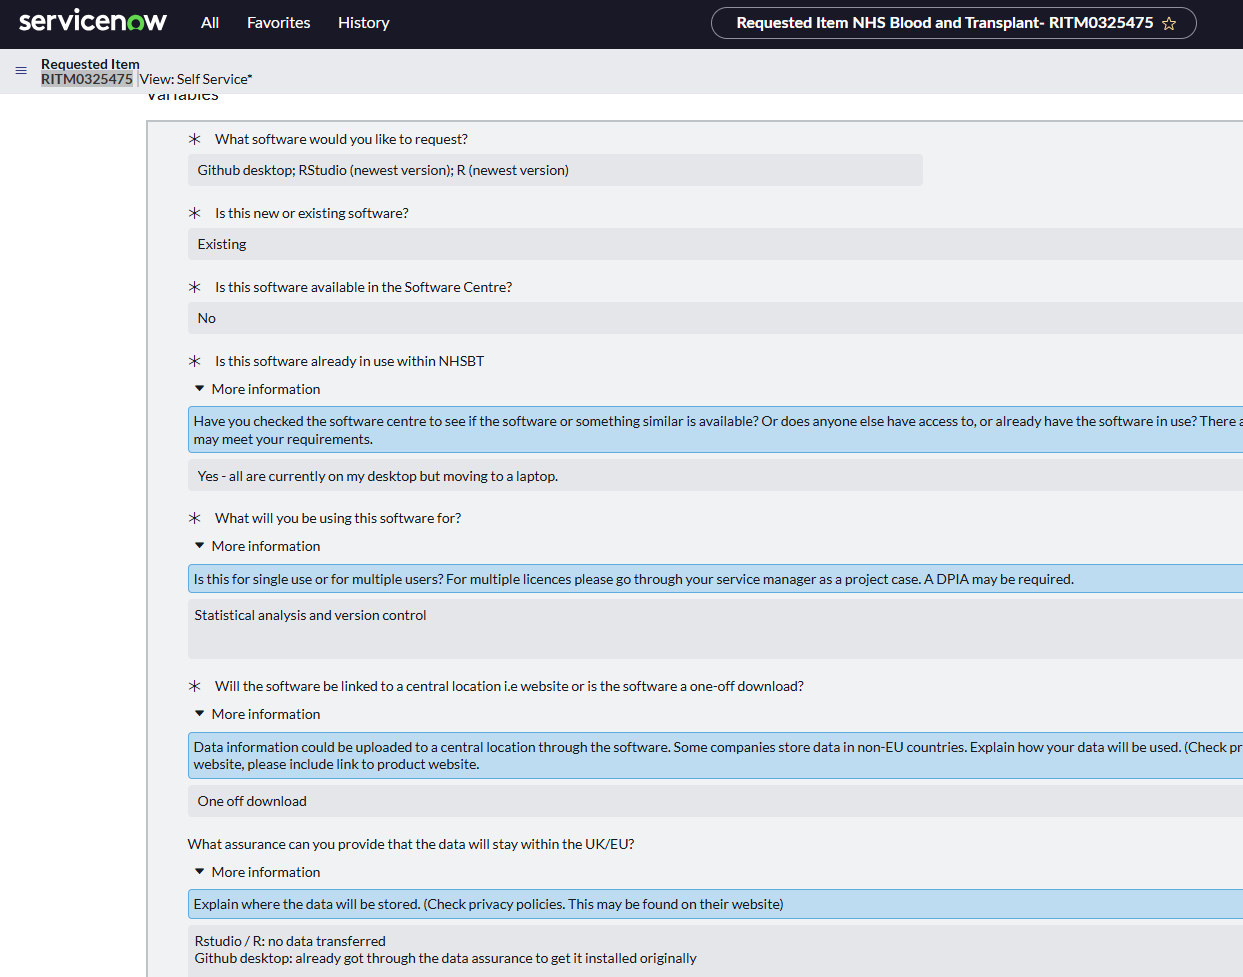 servicenow All Favorites History Requested Item NHS Blood and Transplant- RITM0325475
Requested Item
RITM0325475 View: Self Service*
Variables
What software would you like to request?
Github desktop; RStudio (newest version); R (newest version)
Is this new or existing software?
Existing
Is this software available in the Software Centre?
No
Is this software already in use within NHSBT
More information
Have you checked the software centre to see if the software or something similar is available? Or does anyone else have access to, or already have the software in use? There a
may meet your requirements.
Yes - all are currently on my desktop but moving to a laptop.
What will you be using this software for?
More information
Is this for single use or for multiple users? For multiple licences please go through your service manager as a project case. A DPIA may be required.
Statistical analysis and version control
Will the software be linked to a central location i.e website or is the software a one-off download?
More information
Data information could be uploaded to a central location through the software. Some companies store data in non-EU countries. Explain how your data will be used. (Check pr
website, please include link to product website.
One off download
What assurance can you provide that the data will stay within the UK/EU?
More information
Explain where the data will be stored. (Check privacy policies. This may be found on their website)
Rstudio / R: no data transferred
Github desktop: already got through the data assurance to get it installed originally